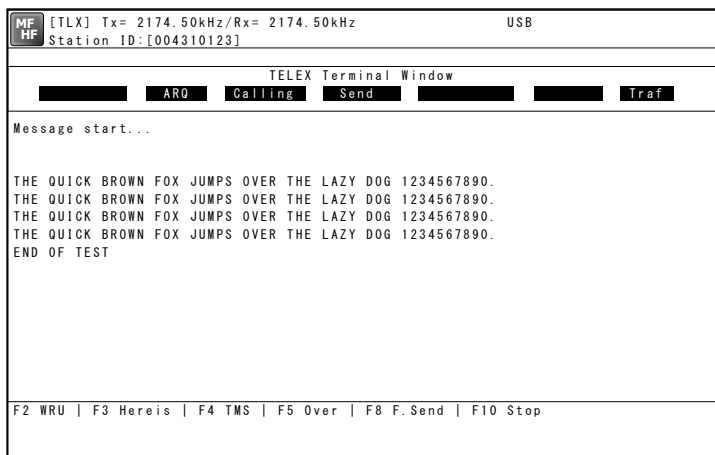 MF
HF
[TLX] Tx= 2174.50kHz/Rx= 2174.50kHz USB
Station ID:[004310123]
TELEX Terminal Window
ARQ Calling Send Traf
Message start...
THE QUICK BROWN FOX JUMPS OVER THE LAZY DOG 1234567890.
THE QUICK BROWN FOX JUMPS OVER THE LAZY DOG 1234567890.
THE QUICK BROWN FOX JUMPS OVER THE LAZY DOG 1234567890.
THE QUICK BROWN FOX JUMPS OVER THE LAZY DOG 1234567890.
END OF TEST
F2 WRU | F3 Hereis | F4 TMS | F5 Over | F8 F.Send | F10 Stop